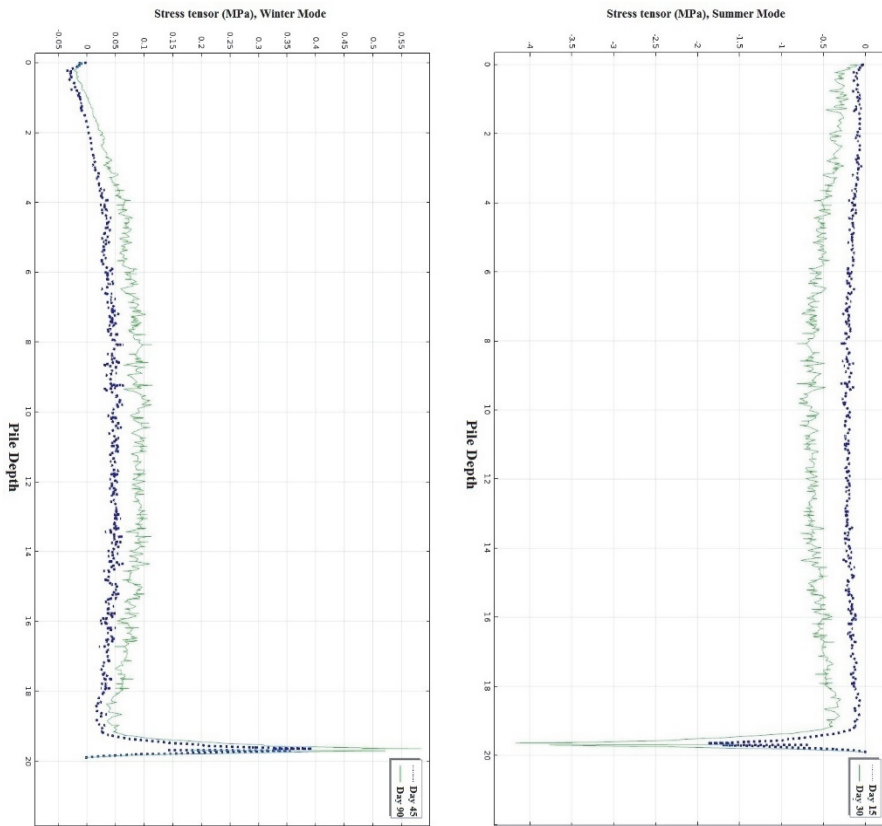 Stress tensor (MPa), Winter Mode
-0.05 0 0.05 0.1 0.15 0.2 0.25 0.3 0.35 0.4 0.45 0.5 0.55
0
2
4
6
8
10
12
14
16
18
20
Pile Depth
Day 45
Day 90
Stress tensor (MPa), Summer Mode
-4 -3.5 -3 -2.5 -2 -1.5 -1 -0.5 0
0
2
4
6
8
10
12
14
16
18
20
Pile Depth
Day 15
Day 30